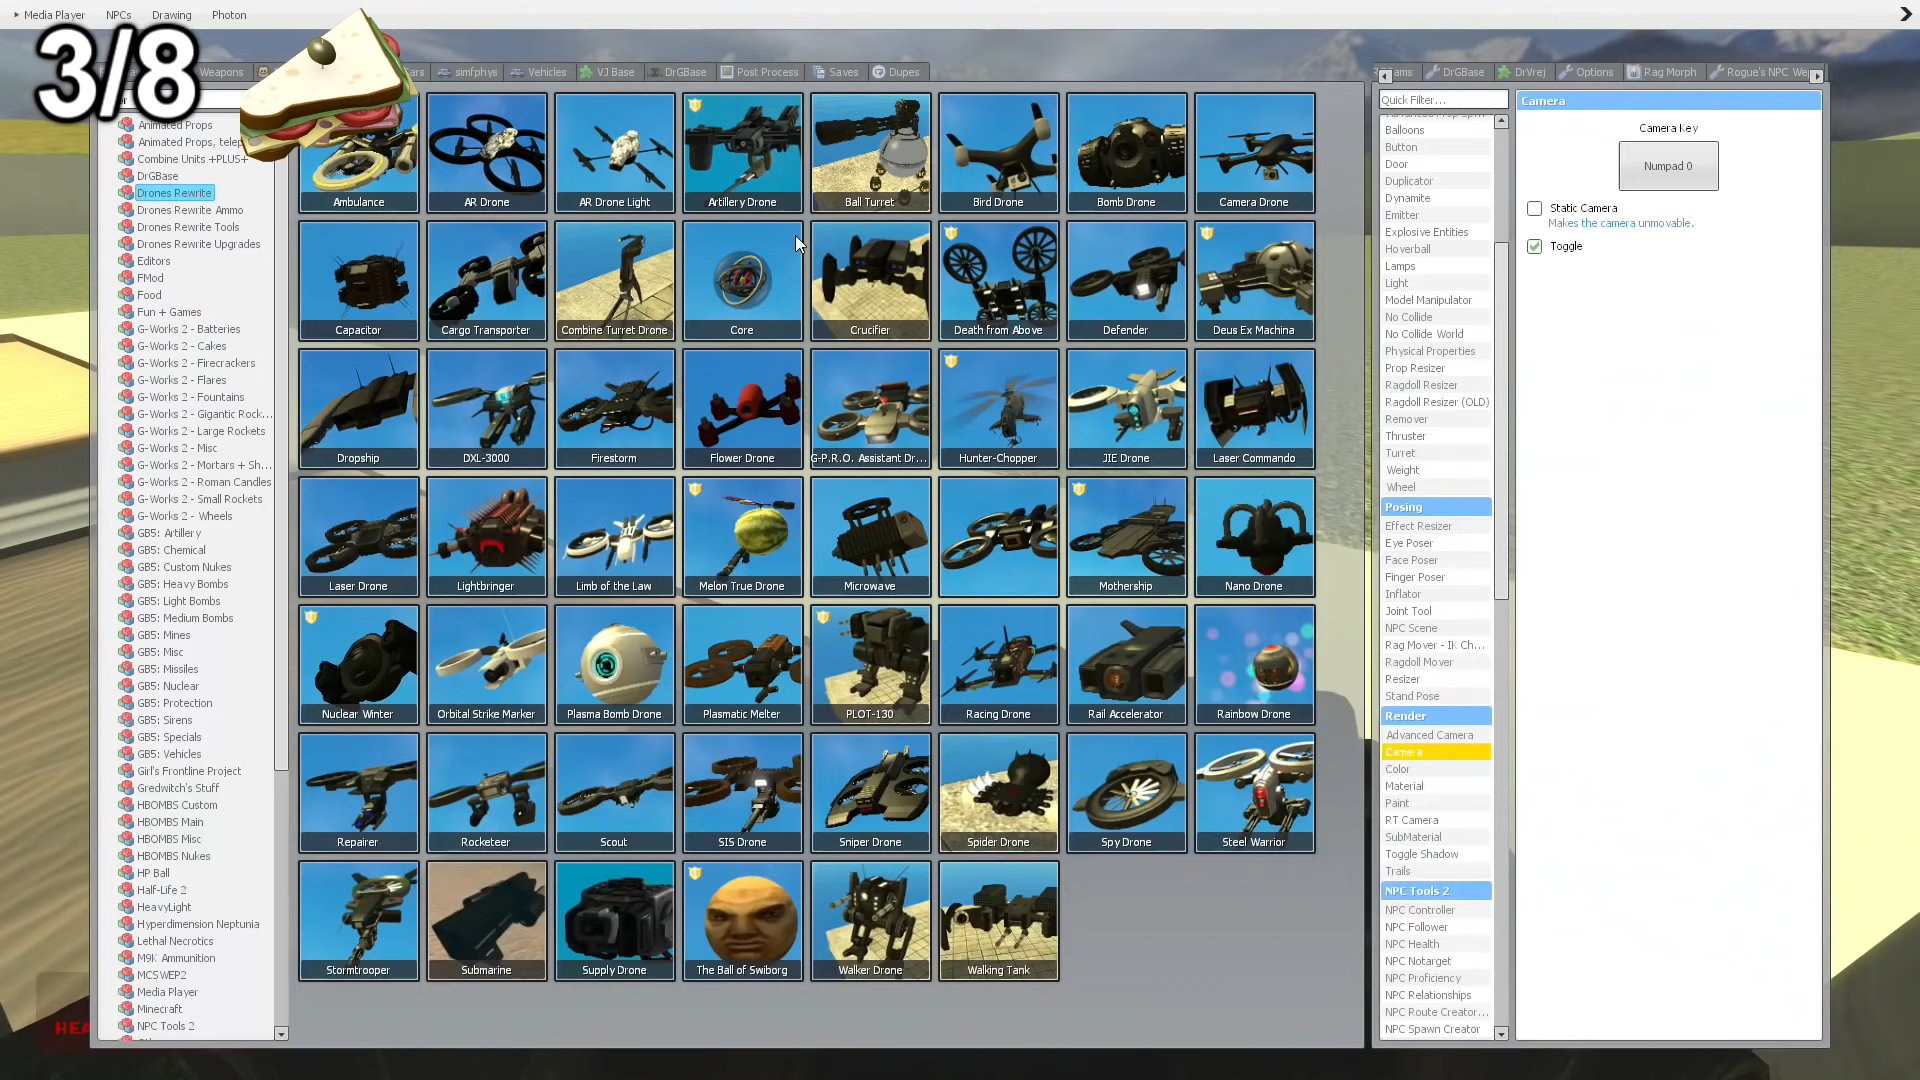 Media Player NPCs Drawing Photon
3/8
Weapons simfphys Vehicles VJ Base DrGBase Post Process Saves Dupes
Animated Props
Combine Units +PLUS+
DrGBase
Drones Rewrite
Drones Rewrite Ammo
Drones Rewrite Tools
Drones Rewrite Upgrades
Editors
FMod
Food
Fun + Games
G-Works 2 - Batteries
G-Works 2 - Cakes
G-Works 2 - Firecrackers
G-Works 2 - Flares
G-Works 2 - Fountains
G-Works 2 - Gigantic Rock...
G-Works 2 - Large Rockets
G-Works 2 - Misc
G-Works 2 - Mortars + Sh...
G-Works 2 - Roman Candles
G-Works 2 - Small Rockets
G-Works 2 - Wheels
GB5: Artillery
GB5: Chemical
GB5: Custom Nukes
GB5: Heavy Bombs
GB5: Light Bombs
GB5: Medium Bombs
GB5: Mines
GB5: Misc
GB5: Missiles
GB5: Nuclear
GB5: Protection
GB5: Sirens
GB5: Specials
GB5: Vehicles
Girl's Frontline Project
Gredwitch's Stuff
HBOMBS Custom
HBOMBS Main
HBOMBS Misc
HBOMBS Nukes
HP Ball
Half-Life 2
HeavyLight
Hyperdimension Neptunia
Lethal Necrotics
M9K Ammunition
MCSWEP2
Media Player
Minecraft
NPC Tools 2
Ambulance AR Drone AR Drone Light Artillery Drone Ball Turret Bird Drone Bomb Drone Camera Drone
Capacitor Cargo Transporter Combine Turret Drone Core Crucifier Death from Above Defender Deus Ex Machina
Dropship DXL-3000 Firestorm Flower Drone G-P.R.O. Assistant Dr... Hunter-Chopper JIE Drone Laser Commando
Laser Drone Lightbringer Limb of the Law Melon True Drone Microwave Mothership Nano Drone
Nuclear Winter Orbital Strike Marker Plasma Bomb Drone Plasmatic Melter PLOT-130 Racing Drone Rail Accelerator Rainbow Drone
Repairer Rocketeer Scout SIS Drone Sniper Drone Spider Drone Spy Drone Steel Warrior
Stormtrooper Submarine Supply Drone The Ball of Swiborg Walker Drone Walking Tank
DrGBase DrVrej Options Rag Morph Rogue's NPC We
Quick Filter...
Balloons
Button
Door
Duplicator
Dynamite
Emitter
Explosive Entities
Hoverball
Lamps
Light
Model Manipulator
No Collide
No Collide World
Physical Properties
Prop Resizer
Ragdoll Resizer
Ragdoll Resizer (OLD)
Remover
Thruster
Turret
Weight
Wheel
Posing
Effect Resizer
Eye Poser
Face Poser
Finger Poser
Inflator
Joint Tool
NPC Scene
Rag Mover - IK Ch...
Ragdoll Mover
Resizer
Stand Pose
Render
Advanced Camera
Camera
Color
Material
Paint
RT Camera
SubMaterial
Toggle Shadow
Trails
NPC Tools 2
NPC Controller
NPC Follower
NPC Health
NPC Notarget
NPC Proficiency
NPC Relationships
NPC Route Creator...
NPC Spawn Creator
Camera
Camera Key
Numpad 0
Static Camera
Makes the camera unmovable.
Toggle